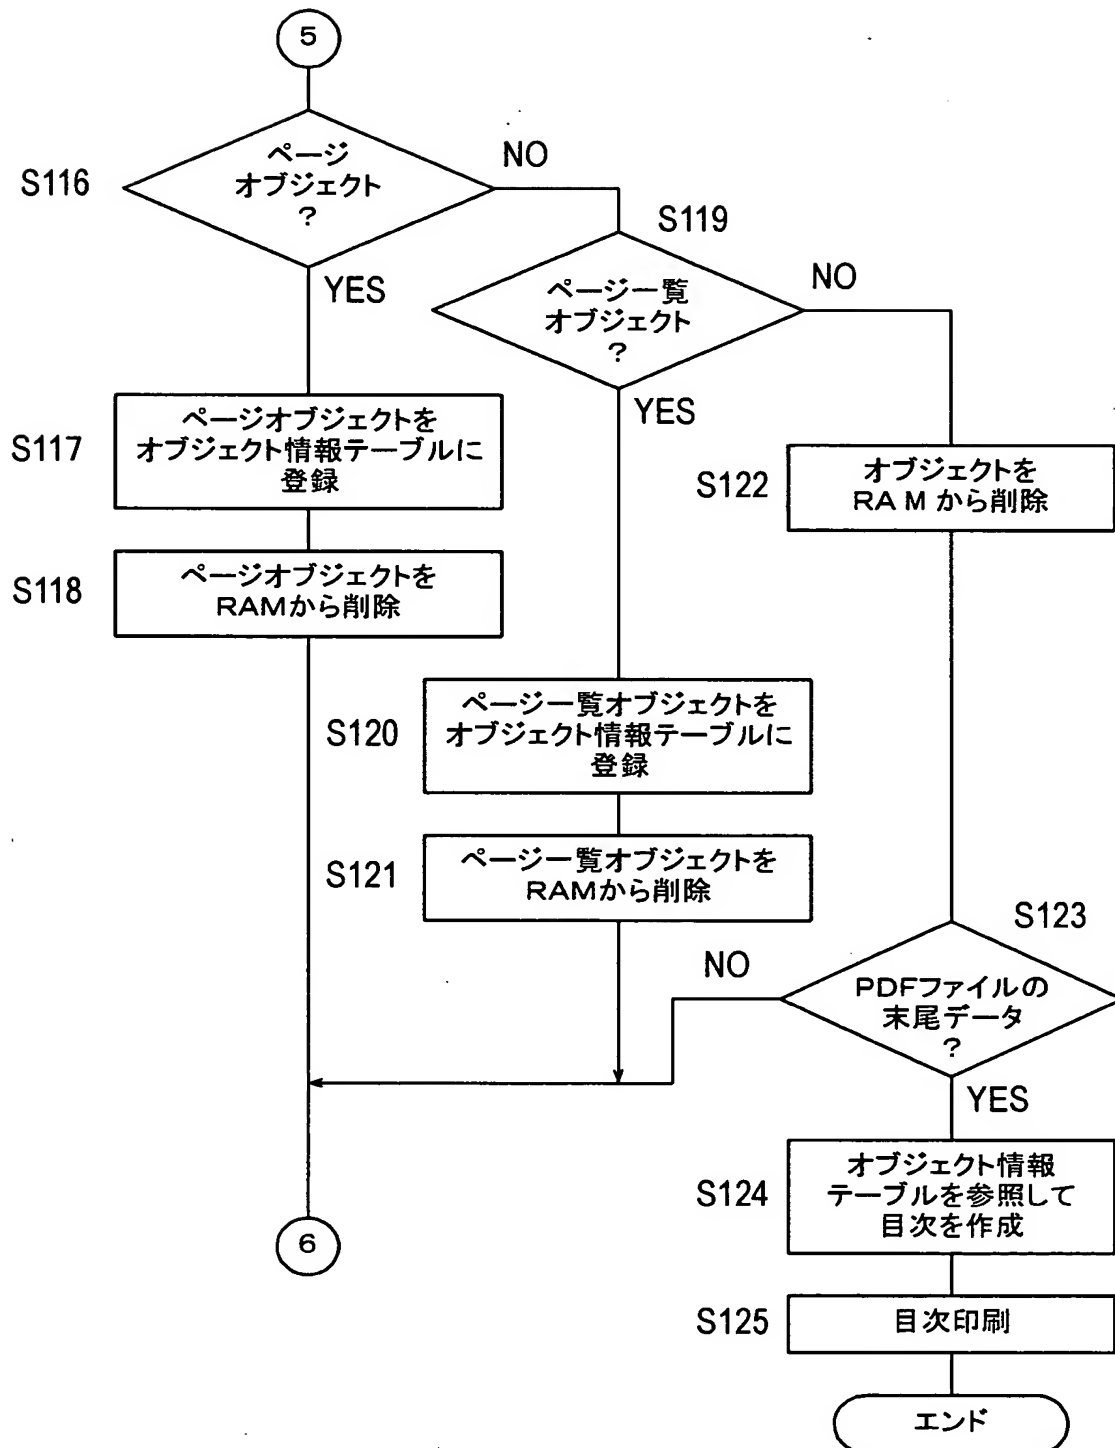 5
S116
ページ
オブジェクト
?
NO
YES
S119
ページ一覧
オブジェクト
?
NO
YES
S117
ページオブジェクトを
オブジェクト情報テーブルに
登録
S118
ページオブジェクトを
RAMから削除
S122
オブジェクトを
RAMから削除
S120
ページ一覧オブジェクトを
オブジェクト情報テーブルに
登録
S121
ページ一覧オブジェクトを
RAMから削除
S123
PDFファイルの
末尾データ
?
NO
YES
S124
オブジェクト情報
テーブルを参照して
目次を作成
6
S125
目次印刷
エンド